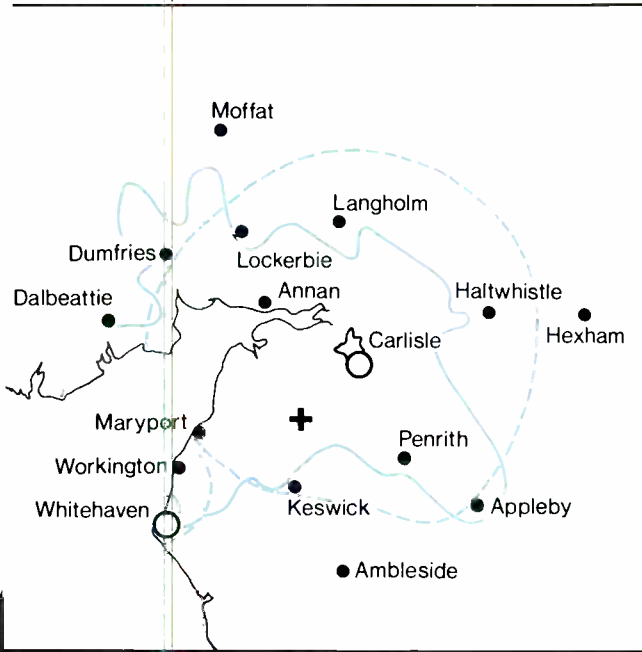 Moffat
Langholm
Dumfries
Lockerbie
Dalbeattie
Annan
Haltwhistle
Hexham
Carlisle
Maryport
Penrith
Workington
Whitehaven
Keswick
Appleby
Ambleside